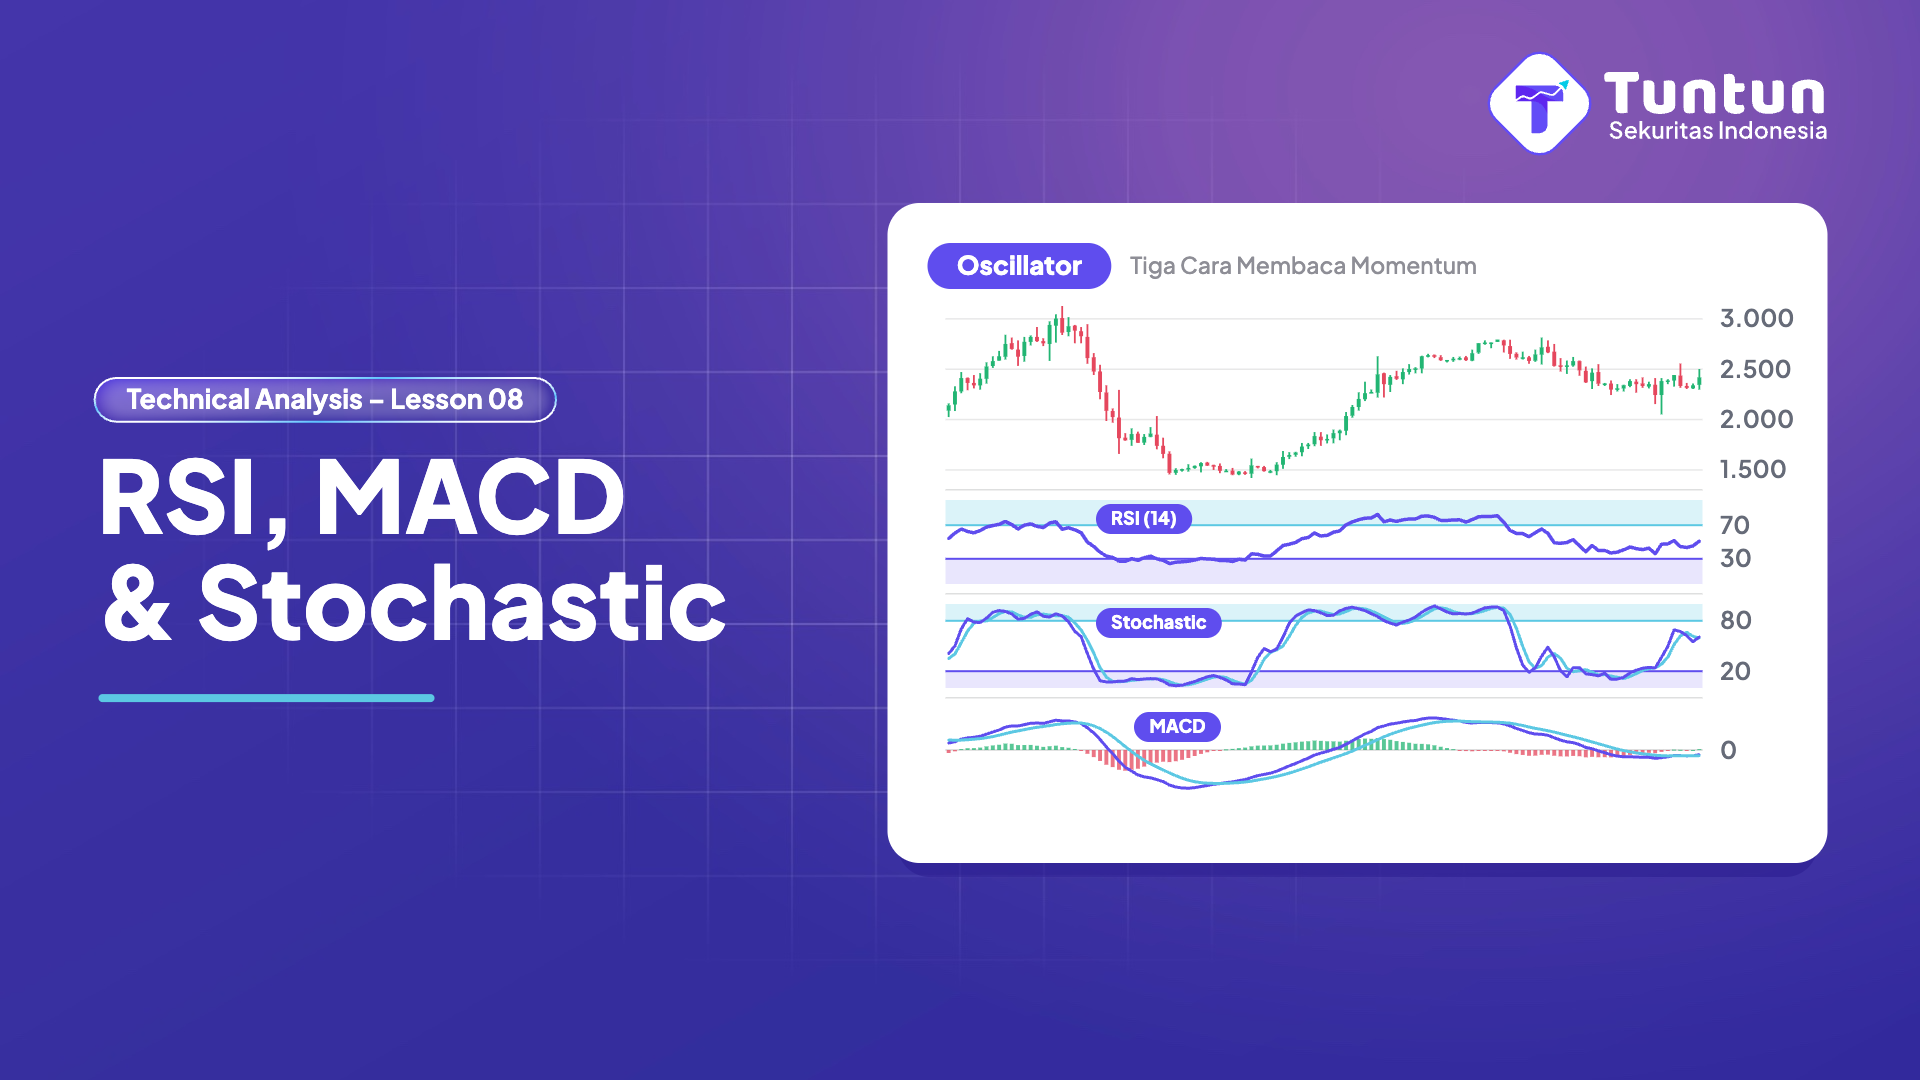 Tuntun
Sekuritas Indonesia
Technical Analysis – Lesson 08
RSI, MACD
& Stochastic
Oscillator
Tiga Cara Membaca Momentum
3.000
2.500
2.000
1.500
RSI (14)
70
30
Stochastic
80
20
MACD
0